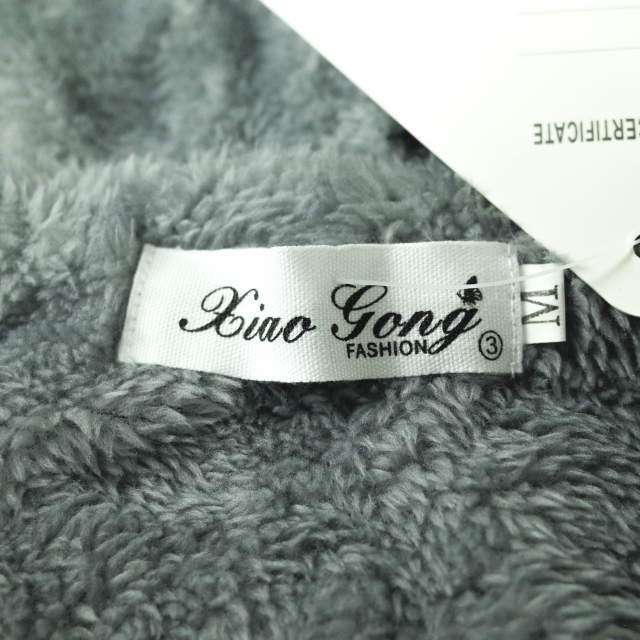 CERTIFICATE
Xiao Gong
FASHION
③
M